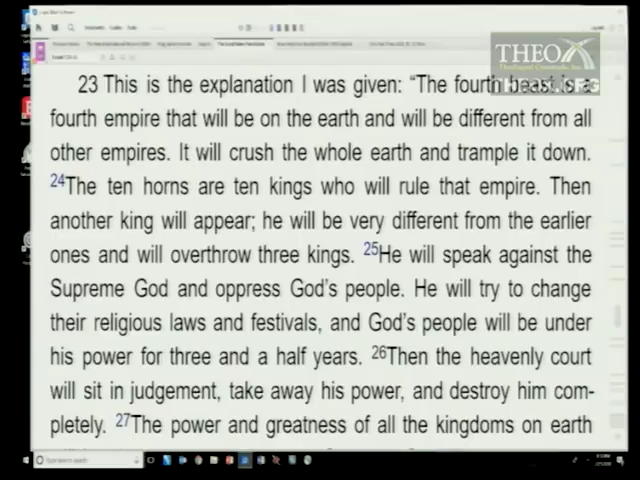 THEO
23 This is the explanation I was given: “The fourth beast is a
fourth empire that will be on the earth and will be different from all
other empires. It will crush the whole earth and trample it down.
24The ten horns are ten kings who will rule that empire. Then
another king will appear; he will be very different from the earlier
ones and will overthrow three kings. 25He will speak against the
Supreme God and oppress God’s people. He will try to change
their religious laws and festivals, and God’s people will be under
his power for three and a half years. 26Then the heavenly court
will sit in judgement, take away his power, and destroy him com-
pletely. 27The power and greatness of all the kingdoms on earth